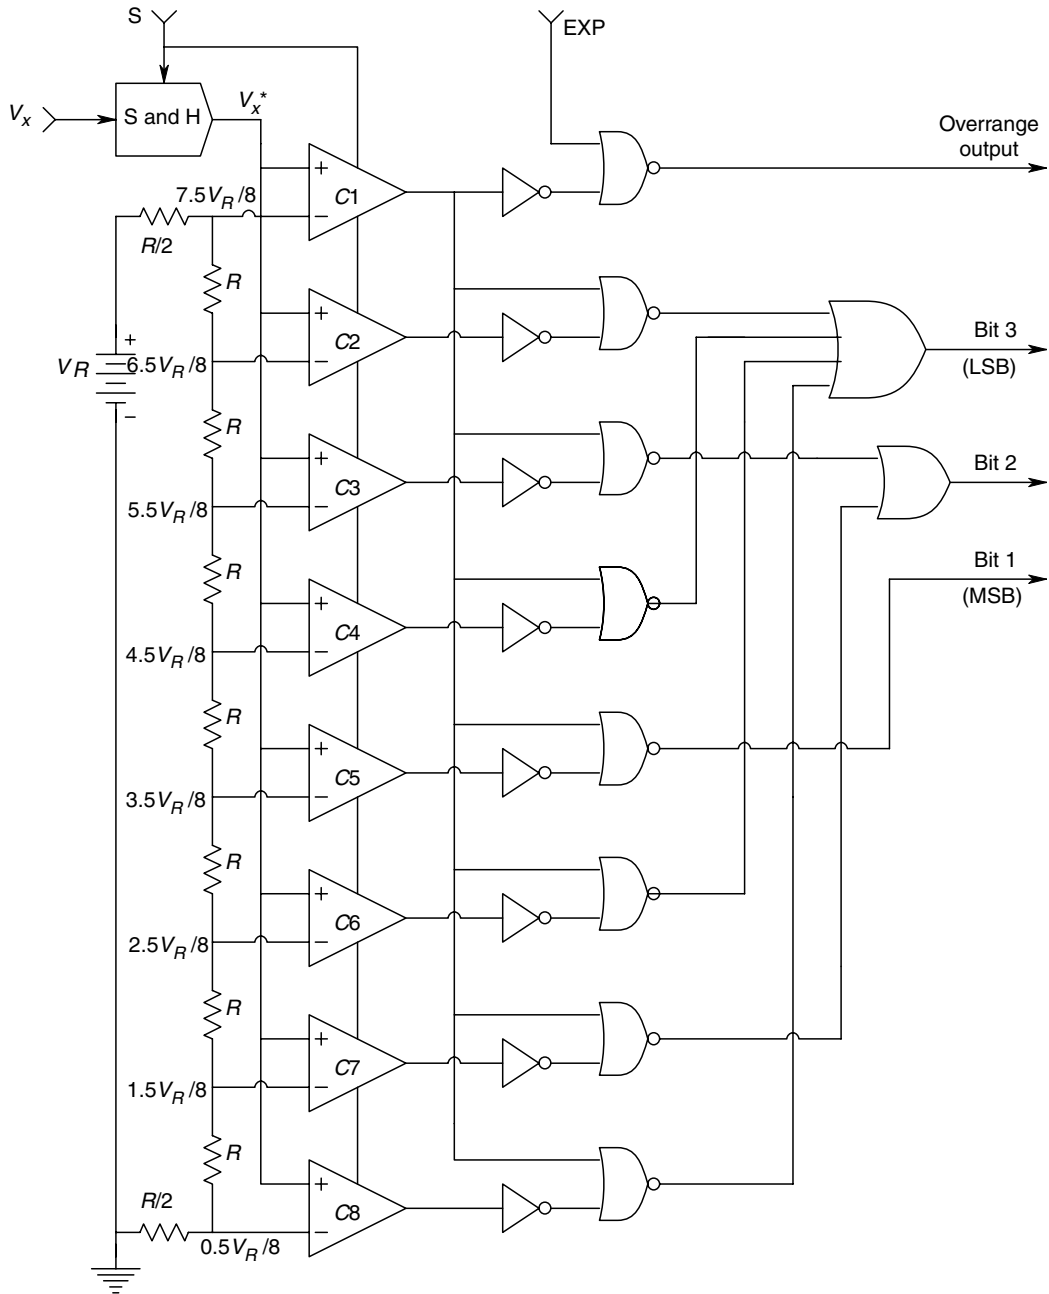 S
EXP
V_x
S and H
V_x*
Overrange
output
+
C1
−
7.5V_R/8
R/2
R
+
C2
−
Bit 3
(LSB)
+
V_R
−
6.5V_R/8
R
+
C3
−
Bit 2
5.5V_R/8
R
+
C4
−
Bit 1
(MSB)
4.5V_R/8
R
+
C5
−
3.5V_R/8
R
+
C6
−
2.5V_R/8
R
+
C7
−
1.5V_R/8
R
R/2
+
C8
−
0.5V_R/8